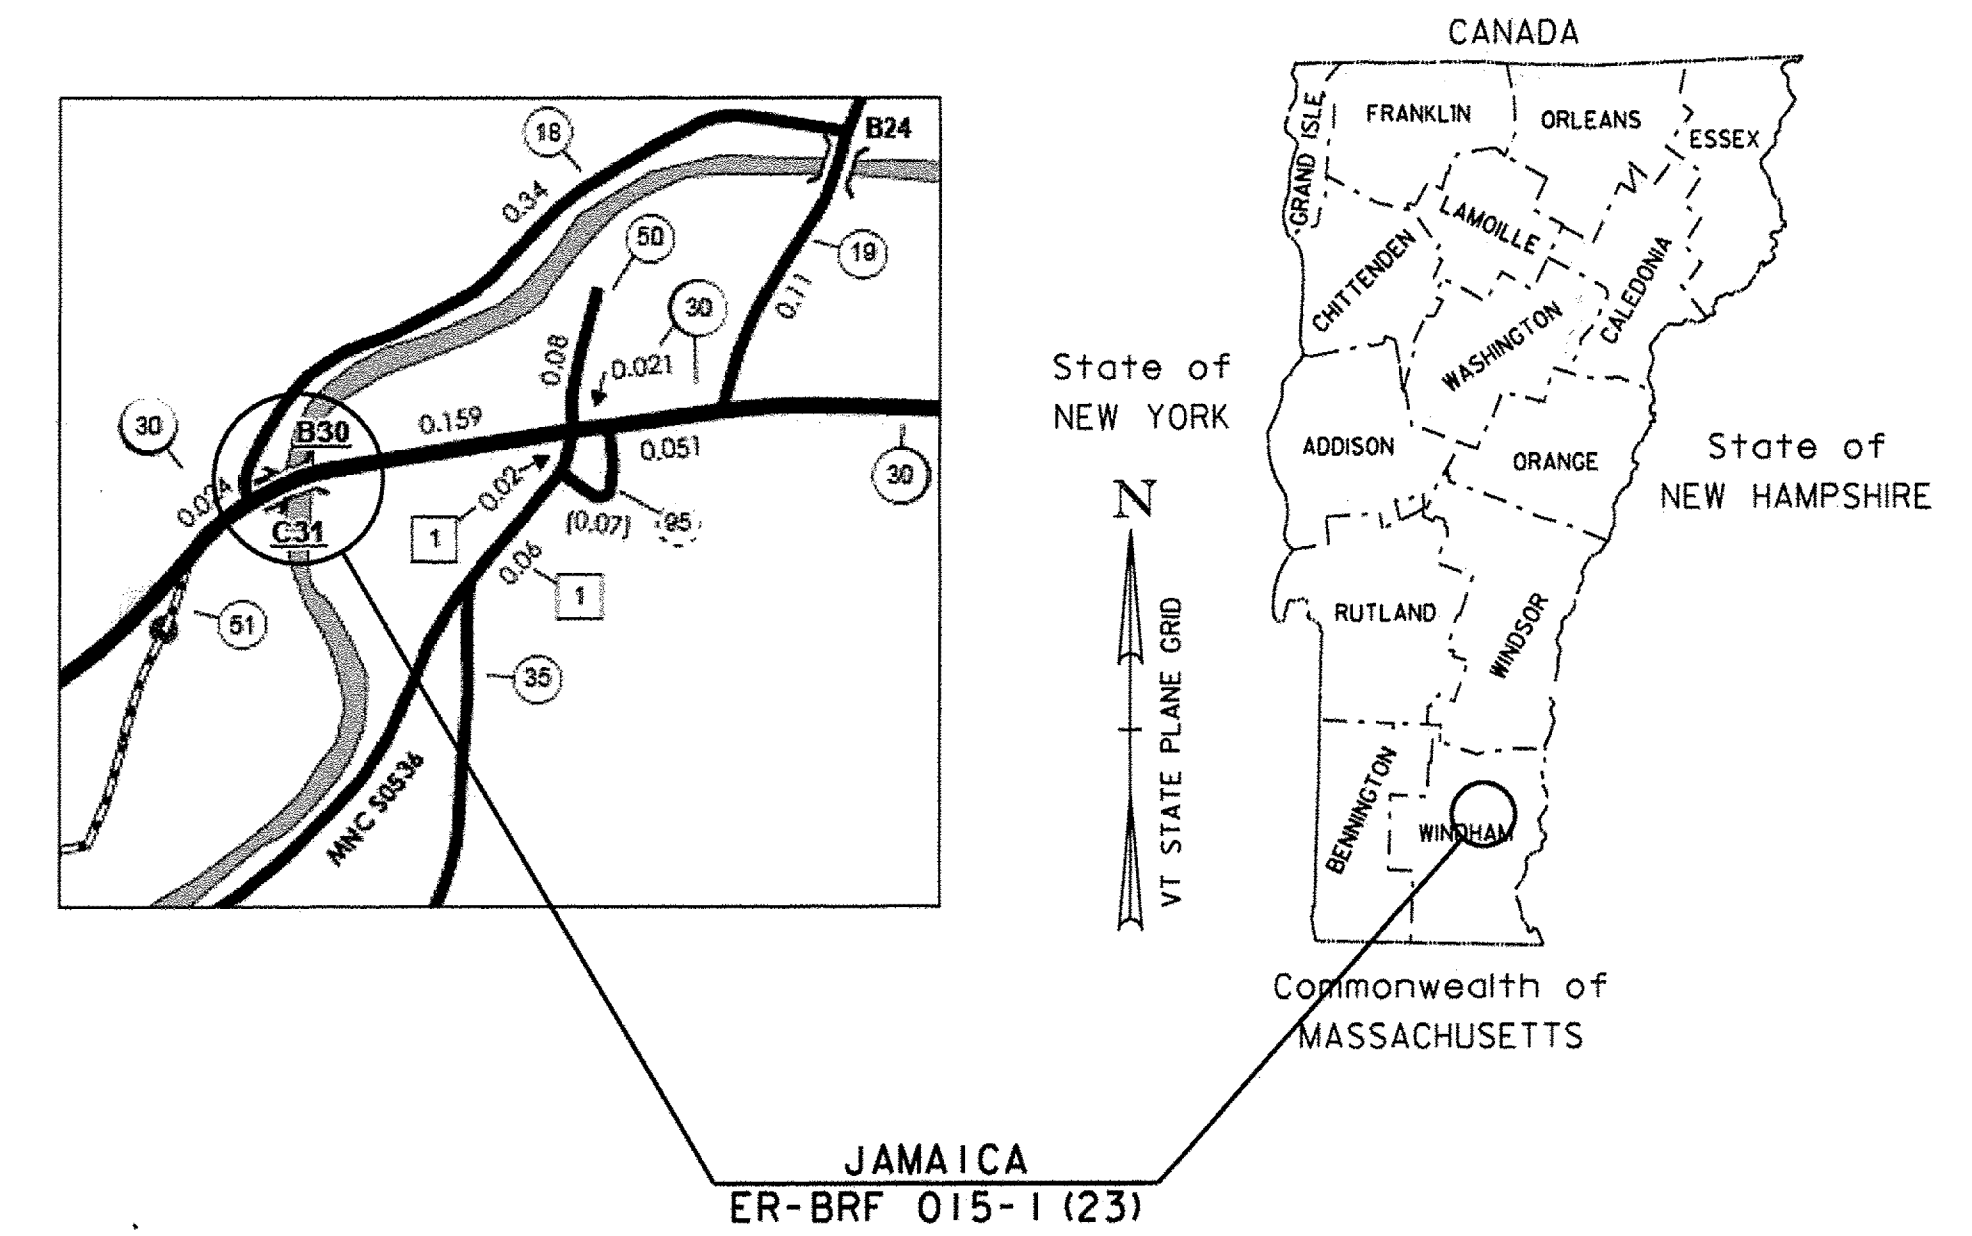 CANADA
FRANKLIN
ORLEANS
ESSEX
GRAND ISLE
LAMOILLE
CHITTENDEN
CALEDONIA
WASHINGTON
State of
NEW YORK
ADDISON
ORANGE
State of
NEW HAMPSHIRE
N
VT STATE PLANE GRID
RUTLAND
WINDSOR
BENNINGTON
WINDHAM
Commonwealth of
MASSACHUSETTS
18
B24
0.34
50
19
0.11
30
0.08
0.021
30
B30
0.159
0.051
30
0.024
C31
0.02
1
(0.07)
95
0.06
1
51
35
MNC S0536
JAMAICA
ER-BRF 015-1 (23)